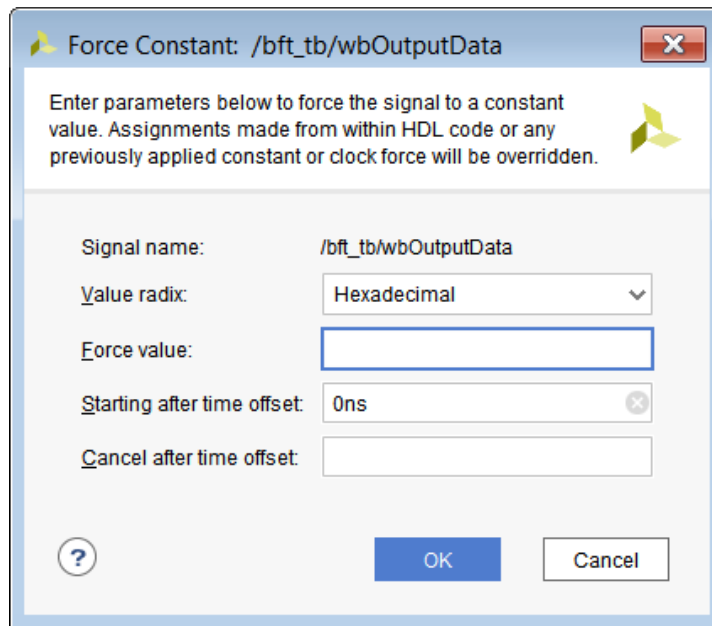 Force Constant: /bft_tb/wbOutputData
Enter parameters below to force the signal to a constant
value. Assignments made from within HDL code or any
previously applied constant or clock force will be overridden.
Signal name: /bft_tb/wbOutputData
Value radix: Hexadecimal
Force value:
Starting after time offset: 0ns
Cancel after time offset:
? OK Cancel